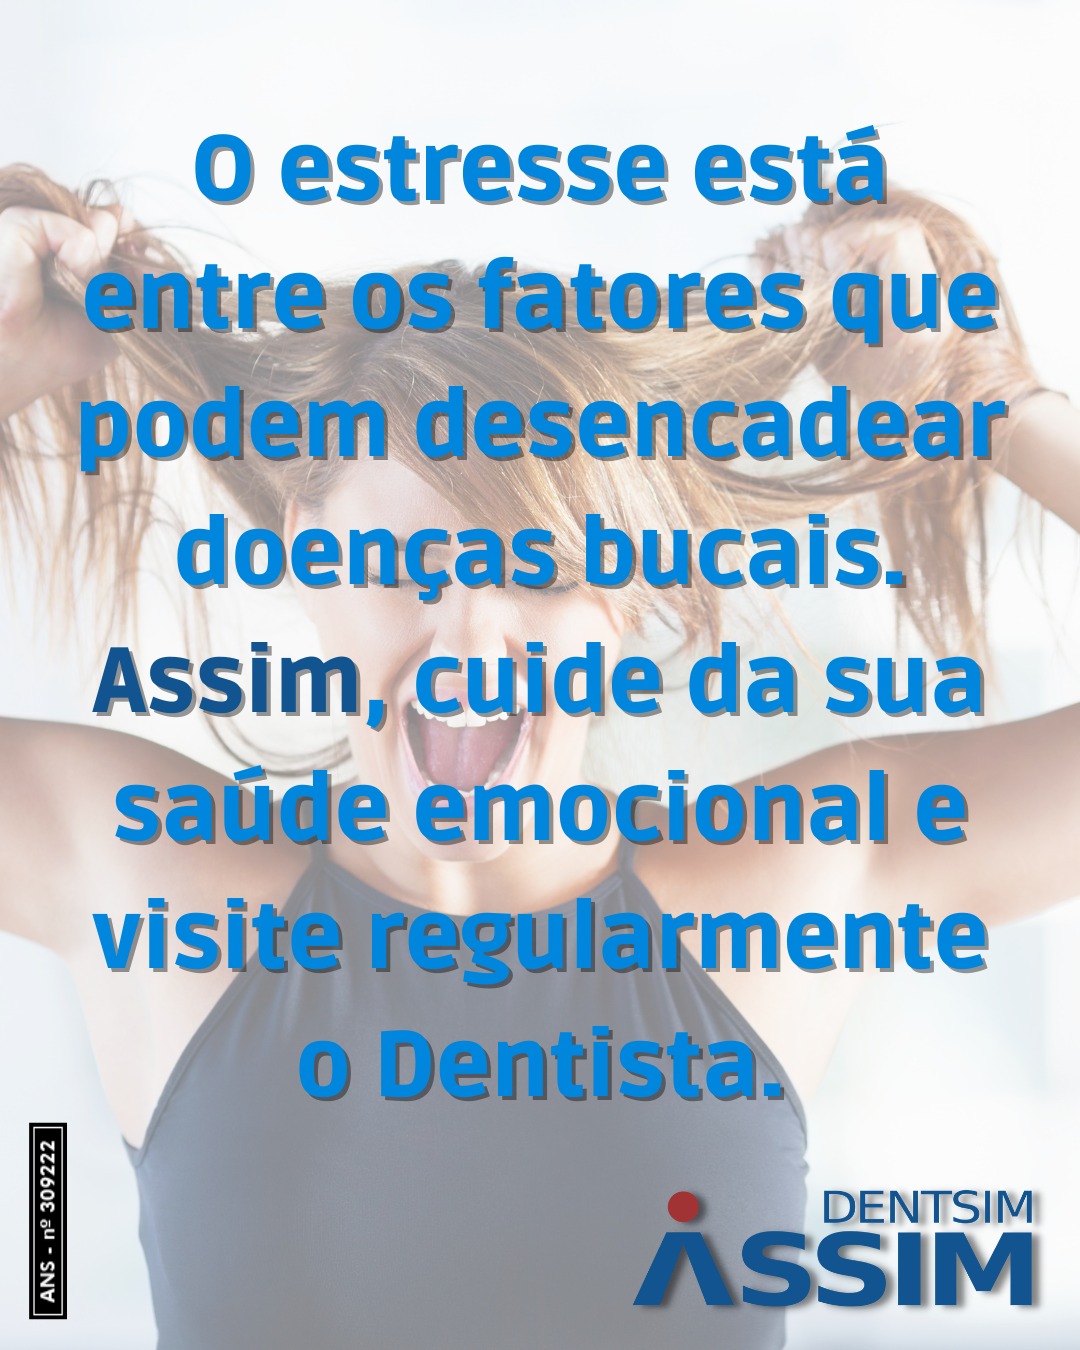 O estresse está
entre os fatores que
podem desencadear
doenças bucais.
Assim, cuide da sua
saúde emocional e
visite regularmente
o Dentista.
ANS - nº 309222
DENTSIM
ASSIM